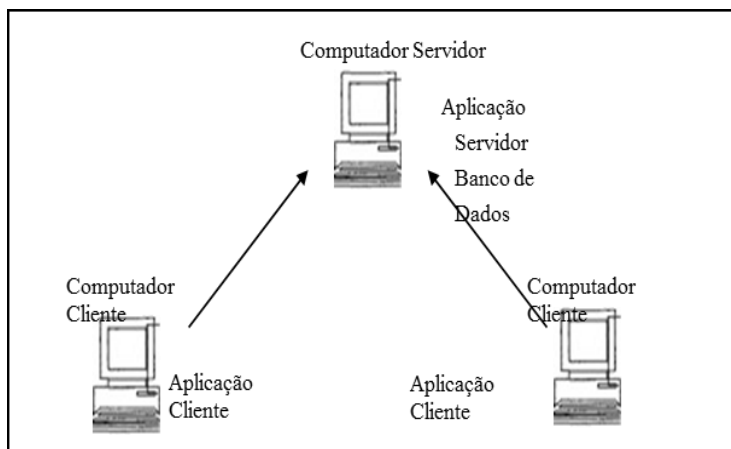 Computador Servidor
Aplicação
Servidor
Banco de
Dados
Computador
Cliente
Aplicação
Cliente
Computador
Cliente
Aplicação
Cliente